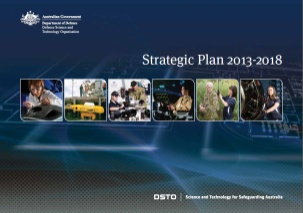 Australian Government
Department of Defence
Defence Science and
Technology Organisation
Strategic Plan 2013-2018
DSTO | Science and Technology for Safeguarding Australia